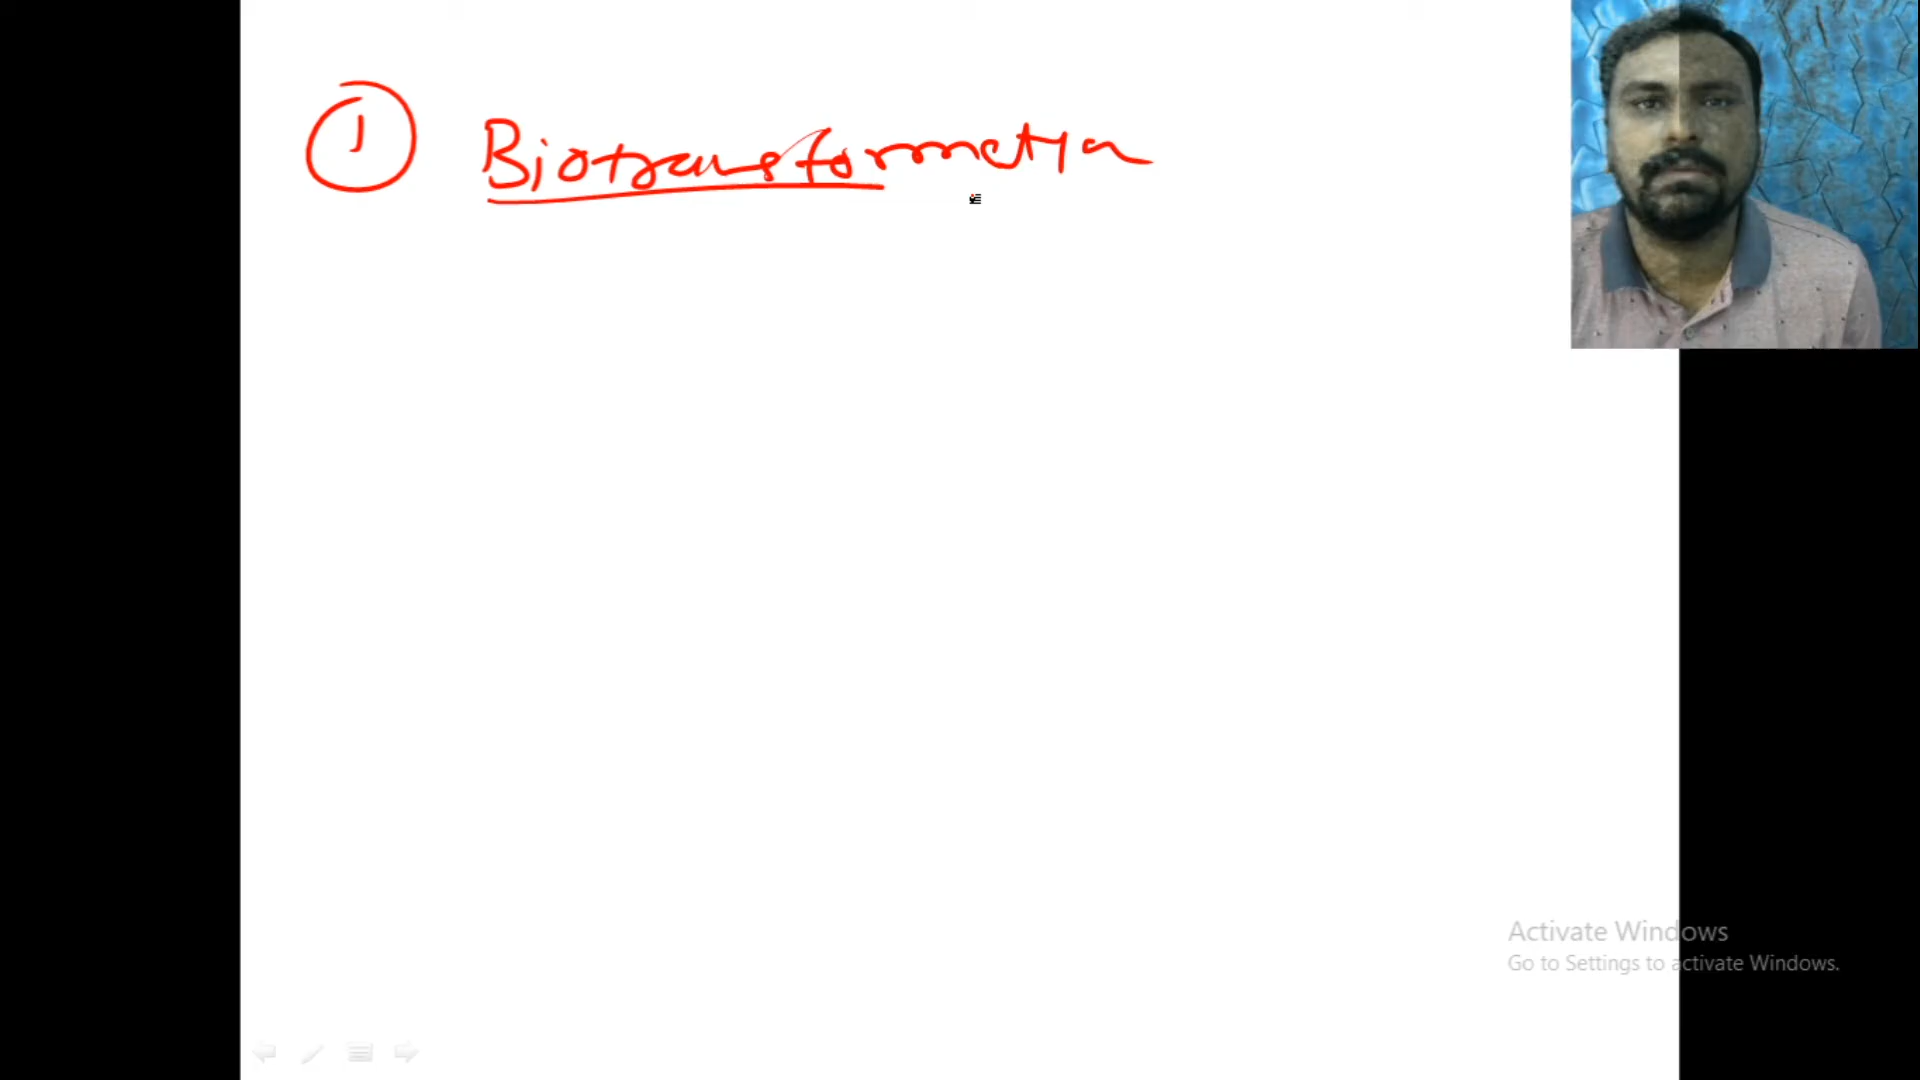 ① Biotransformation
Activate Windows
Go to Settings to activate Windows.